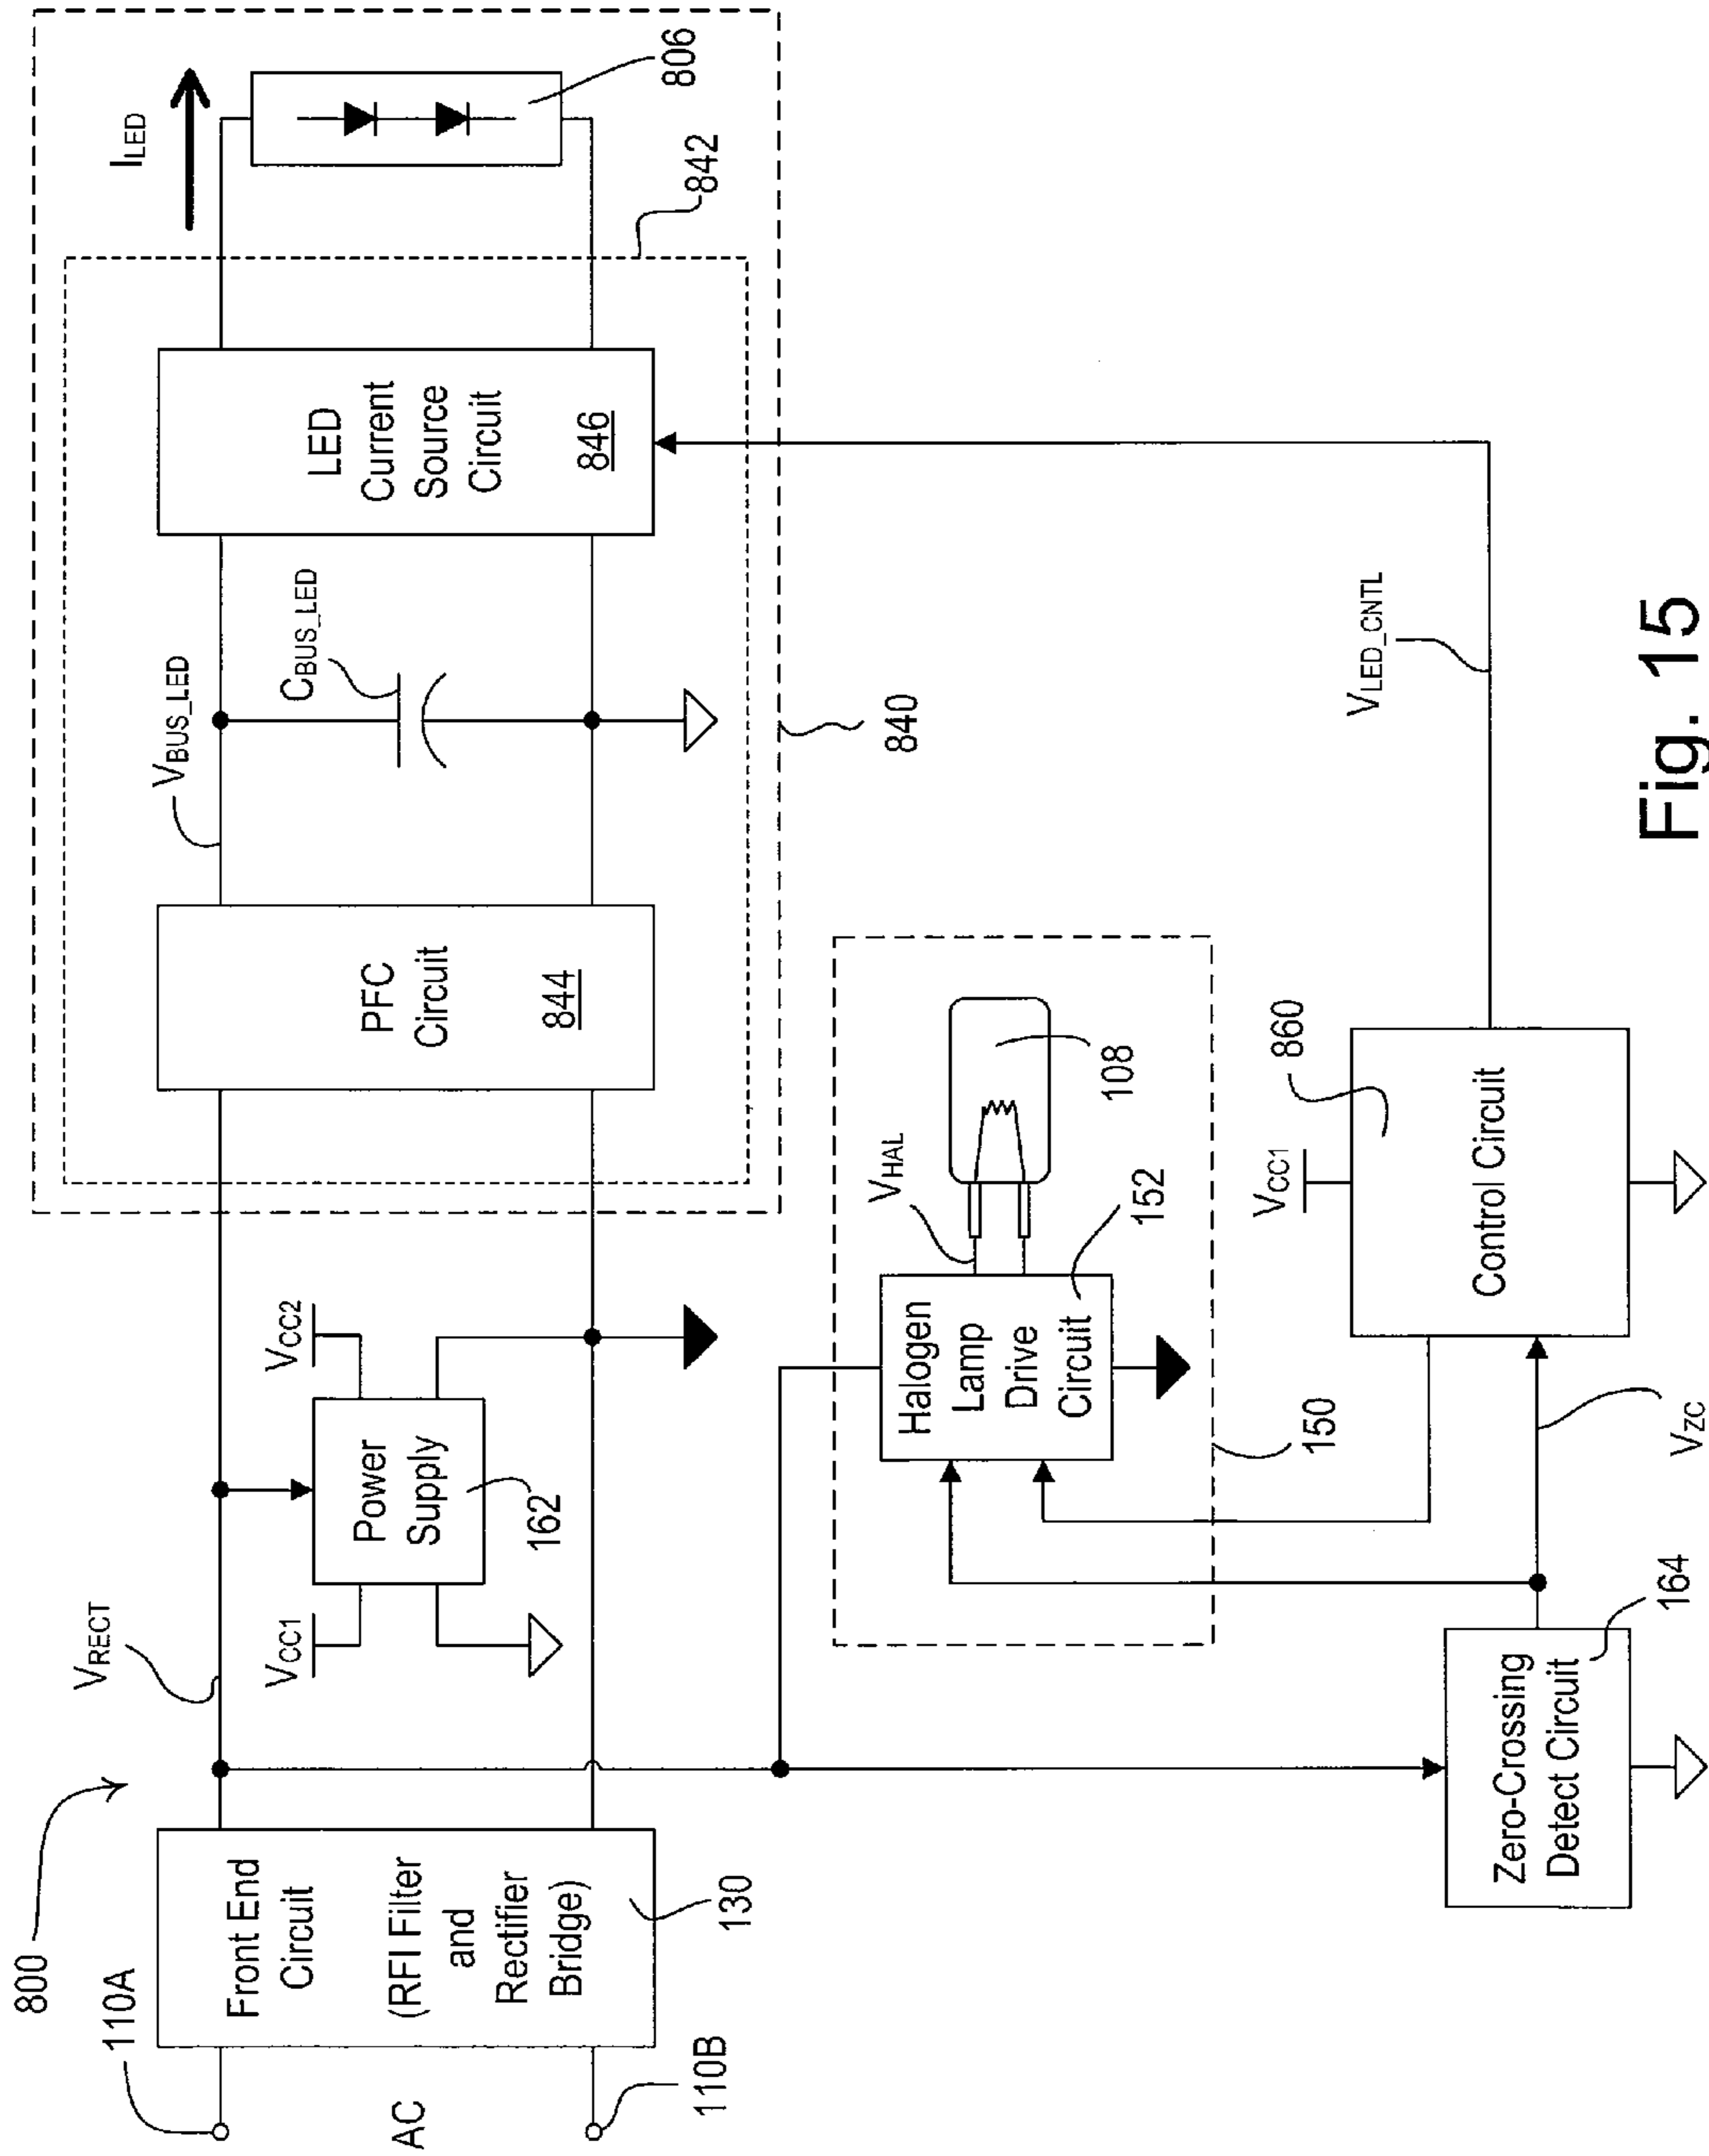 800
110A
AC
110B
Front End
Circuit
(RFI Filter
and
Rectifier
Bridge)
130
VRECT
VCC1
VCC2
Power
Supply
162
PFC
Circuit
844
VBUS_LED
CBUS_LED
LED
Current
Source
Circuit
846
ILED
806
842
840
Halogen
Lamp
Drive
Circuit
152
VHAL
108
150
Zero-Crossing
Detect Circuit
164
VZC
VCC1
860
Control Circuit
VLED_CNTL
Fig. 15